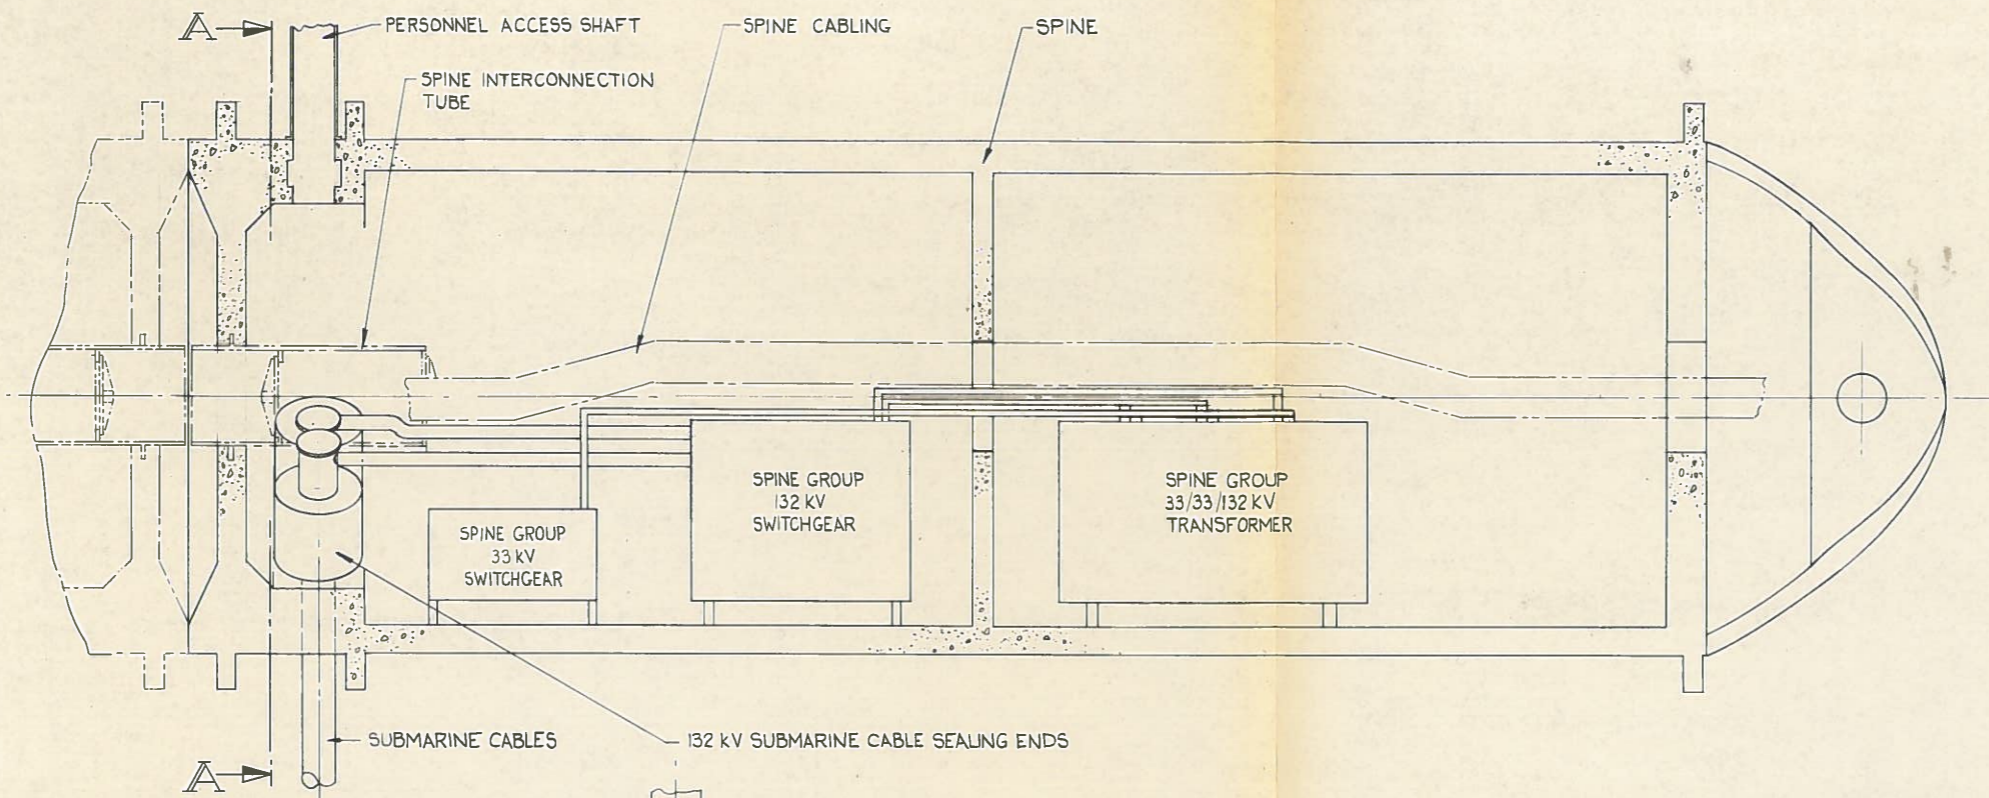 A
PERSONNEL ACCESS SHAFT
SPINE CABLING
SPINE
SPINE INTERCONNECTION
TUBE
SPINE GROUP
33 kV
SWITCHGEAR
SPINE GROUP
132 KV
SWITCHGEAR
SPINE GROUP
33/33/132 KV
TRANSFORMER
SUBMARINE CABLES
132 KV SUBMARINE CABLE SEALING ENDS
A